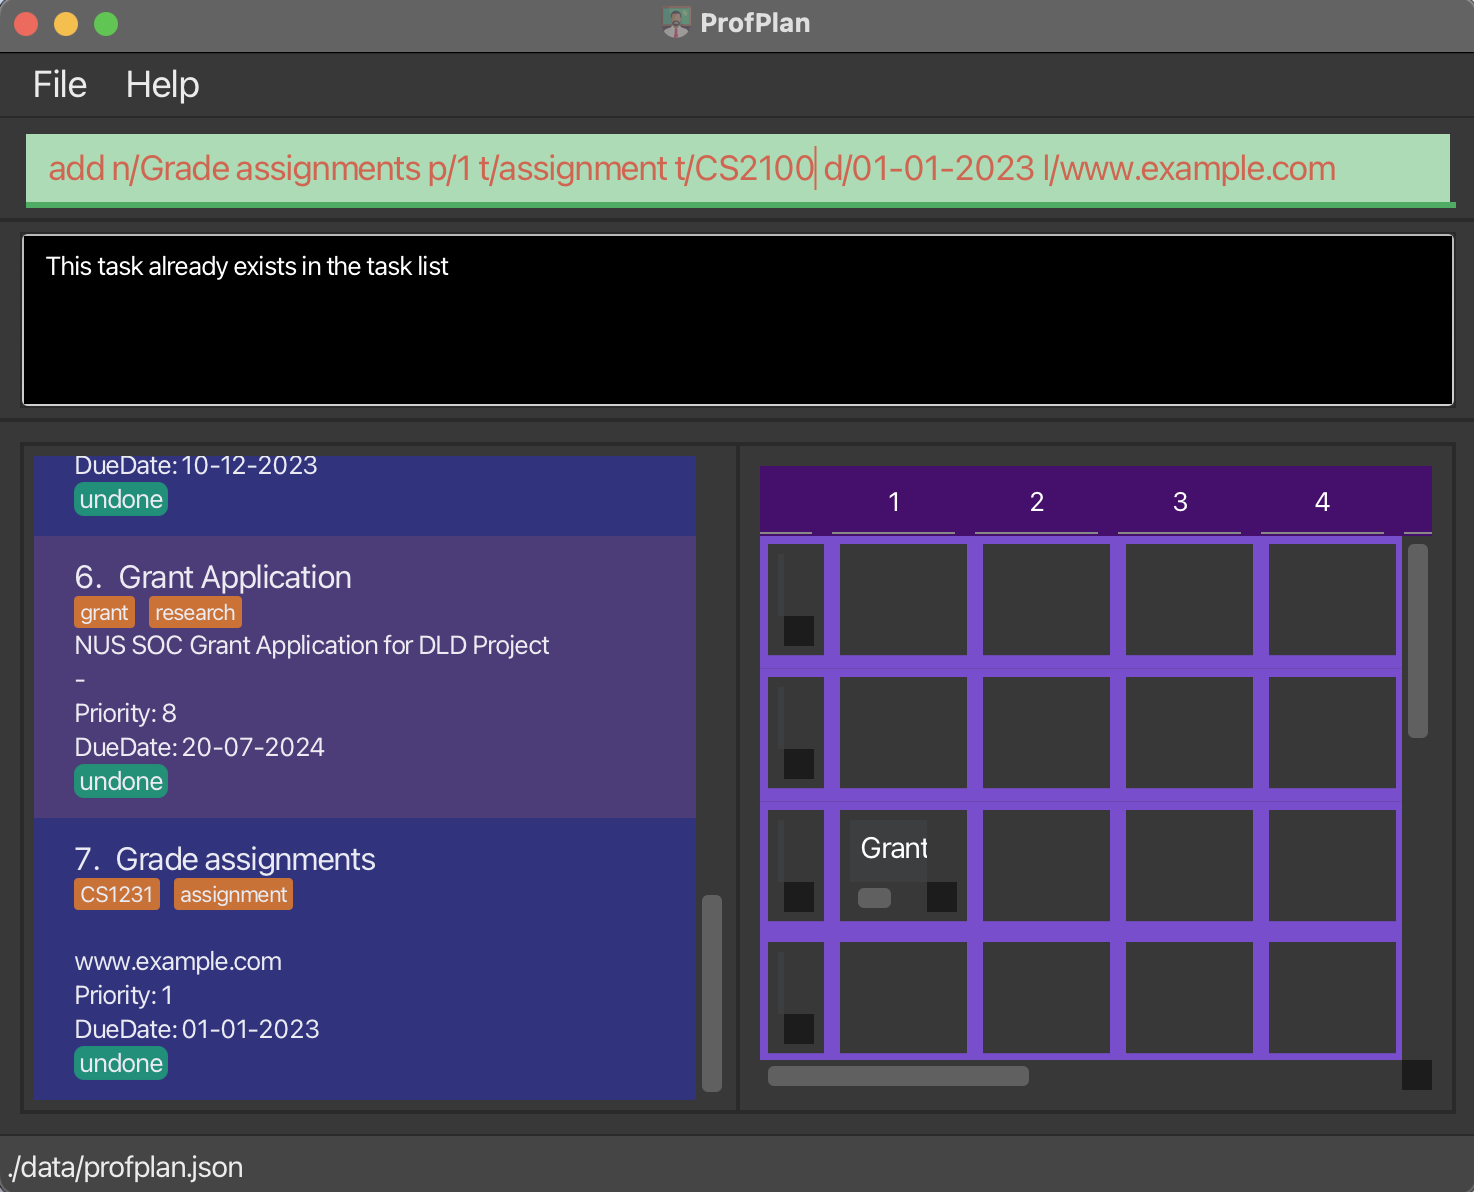 ProfPlan
File Help
add n/Grade assignments p/1 t/assignment t/CS2100 d/01-01-2023 l/www.example.com
This task already exists in the task list
DueDate: 10-12-2023
undone
6. Grant Application
grant research
NUS SOC Grant Application for DLD Project
-
Priority: 8
DueDate: 20-07-2024
undone
7. Grade assignments
CS1231 assignment
www.example.com
Priority: 1
DueDate: 01-01-2023
undone
1 2 3 4
Grant
./data/profplan.json